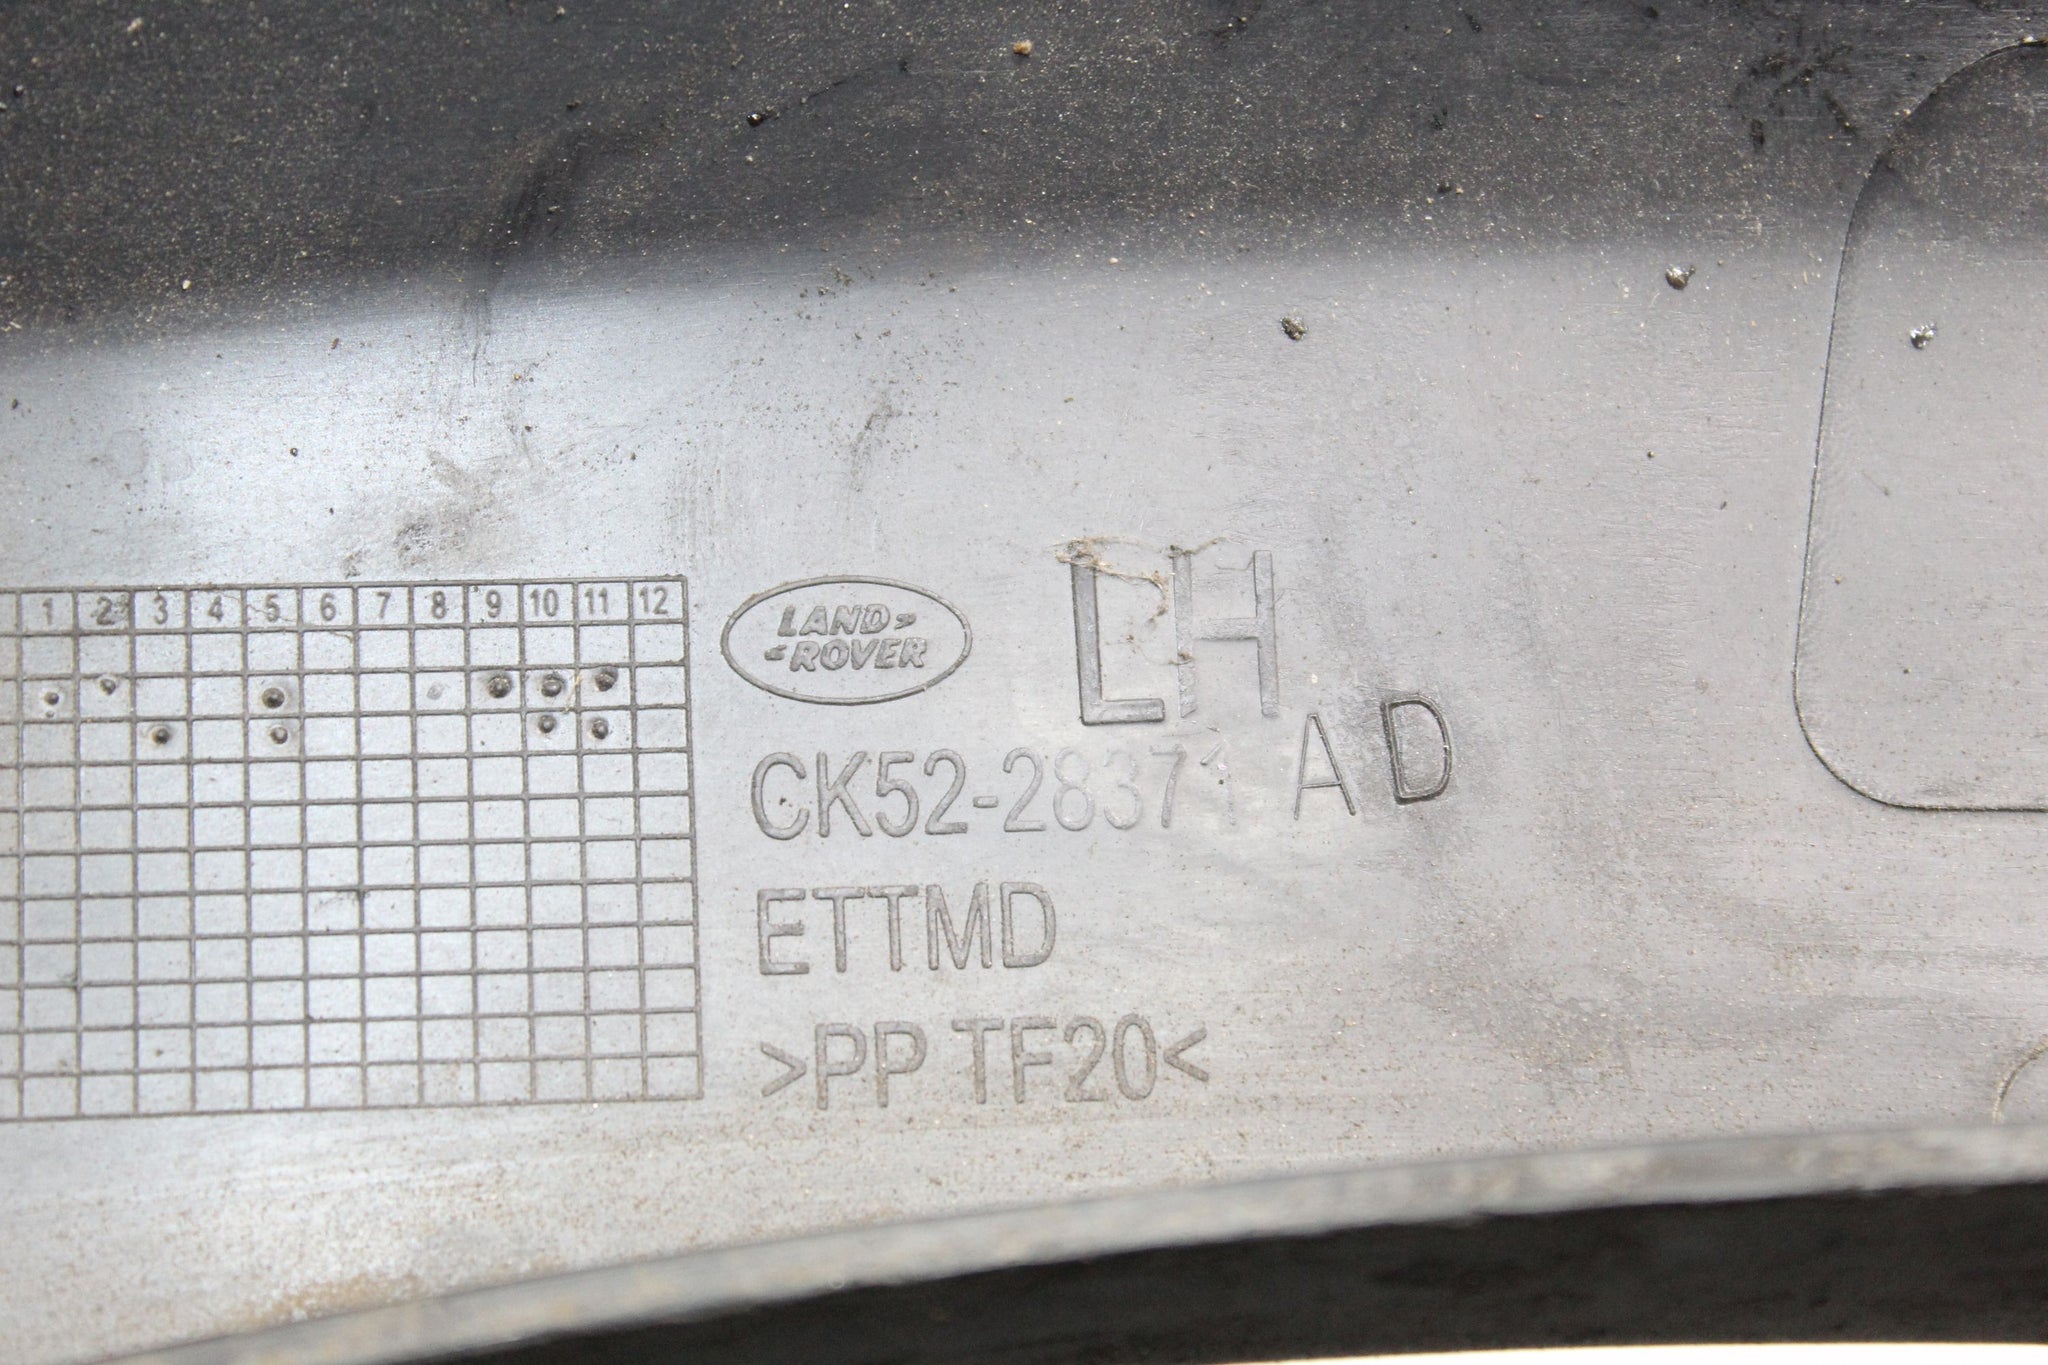 1 2 3 4 5 6 7 8 9 10 11 12
LAND
ROVER
LH
CK52-28371 AD
ETTMD
>PP TF20<